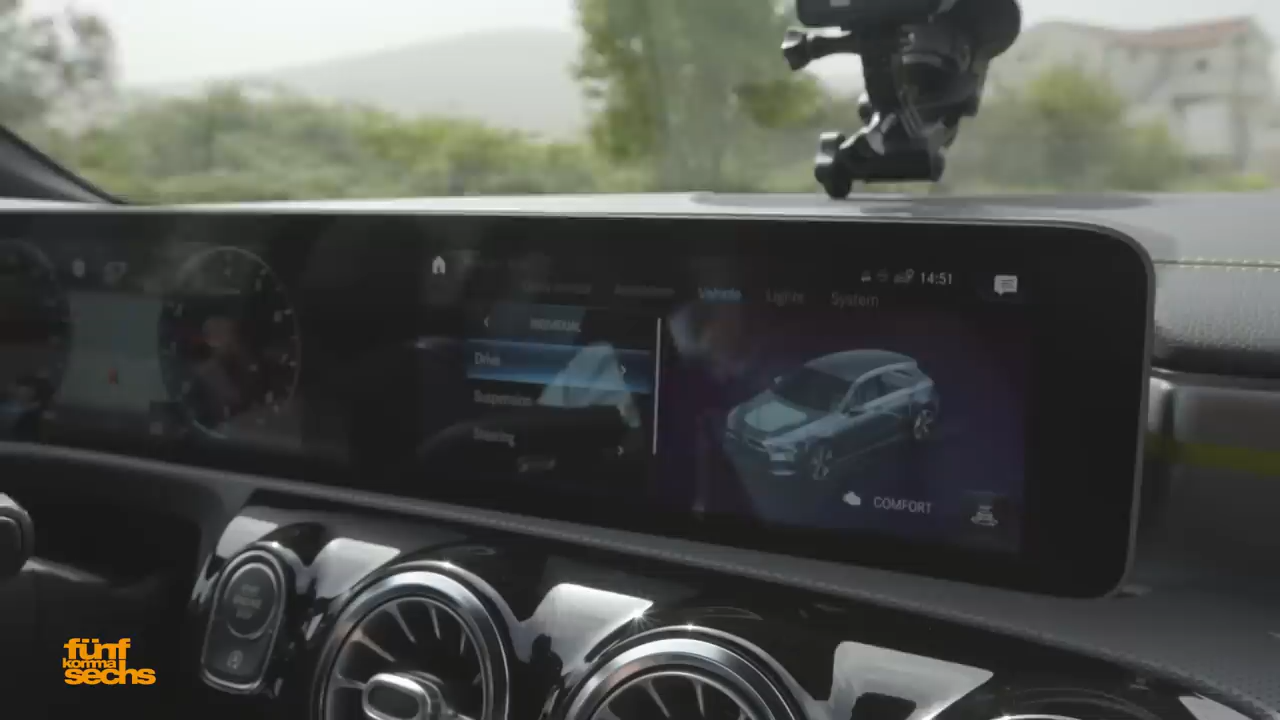 14:51
Vehicle
Lights
System
INDIVIDUAL
Drive
Suspension
Steering
COMFORT
fünf
komma
sechs